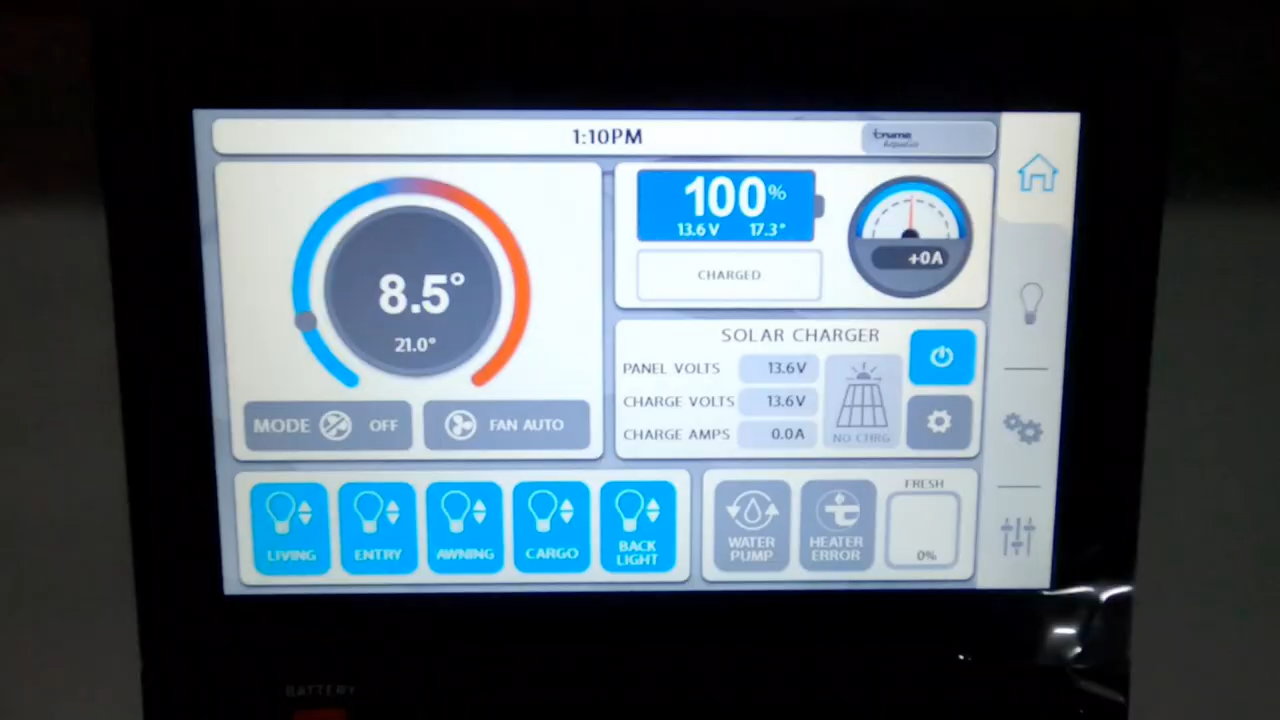 1:10PM
truma
AquaGo
8.5°
21.0°
MODE OFF
FAN AUTO
100%
13.6 V 17.3°
CHARGED
+0A
SOLAR CHARGER
PANEL VOLTS 13.6V
CHARGE VOLTS 13.6V
CHARGE AMPS 0.0A
NO CHRG
LIVING
ENTRY
AWNING
CARGO
BACK
LIGHT
WATER
PUMP
HEATER
ERROR
FRESH
0%
BATTERY